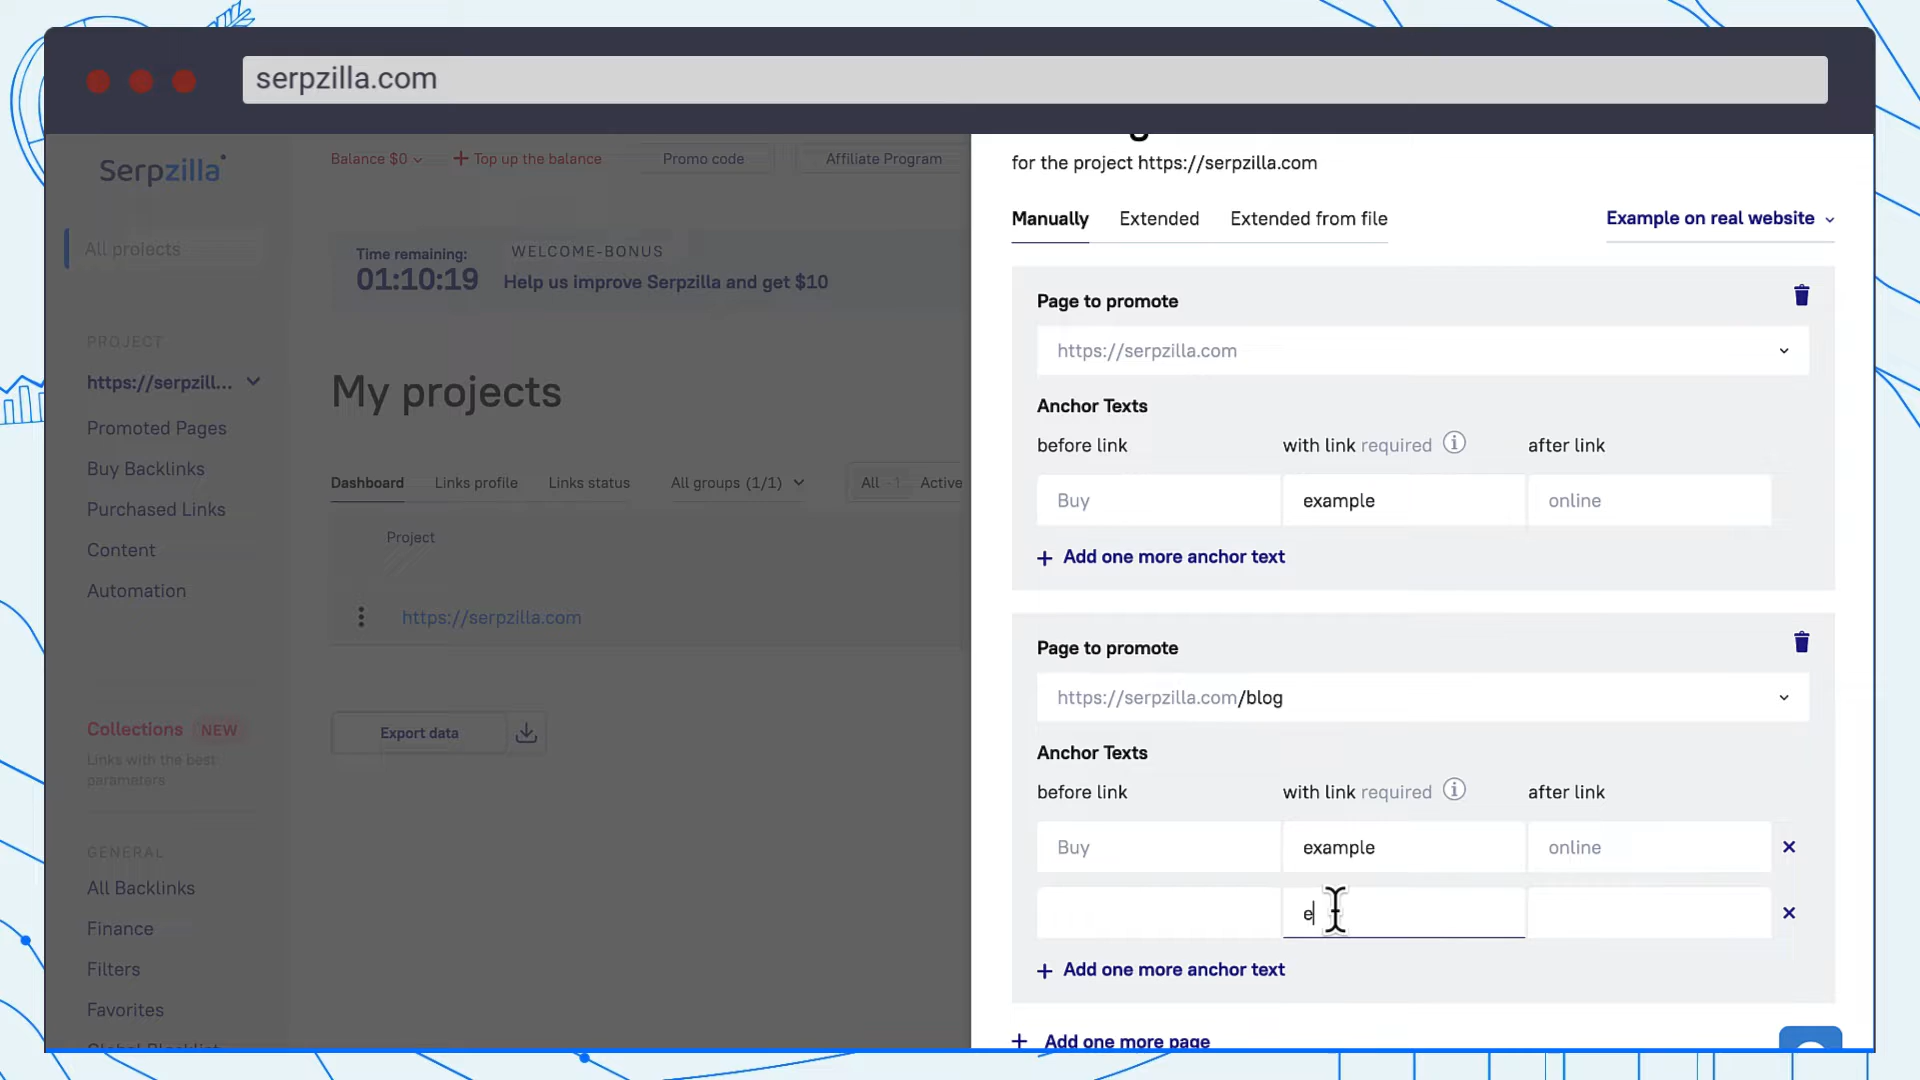 serpzilla.com
Serpzilla
Balance $0
Top up the balance
Promo code
Affiliate Program
for the project https://serpzilla.com
Manually
Extended
Extended from file
Example on real website
All projects
Time remaining:
01:10:19
WELCOME-BONUS
Help us improve Serpzilla and get $10
PROJECT
https://serpzill...
Promoted Pages
Buy Backlinks
Purchased Links
Content
Automation
Collections NEW
Links with the best
parameters
GENERAL
All Backlinks
Finance
Filters
Favorites
Global Blacklist
My projects
Dashboard
Links profile
Links status
All groups (1/1)
All · 1
Active
Project
https://serpzilla.com
Export data
Page to promote
https://serpzilla.com
Anchor Texts
before link
with link required
after link
Buy
example
online
+ Add one more anchor text
Page to promote
https://serpzilla.com/blog
Anchor Texts
before link
with link required
after link
Buy
example
online
e
+ Add one more anchor text
+ Add one more page